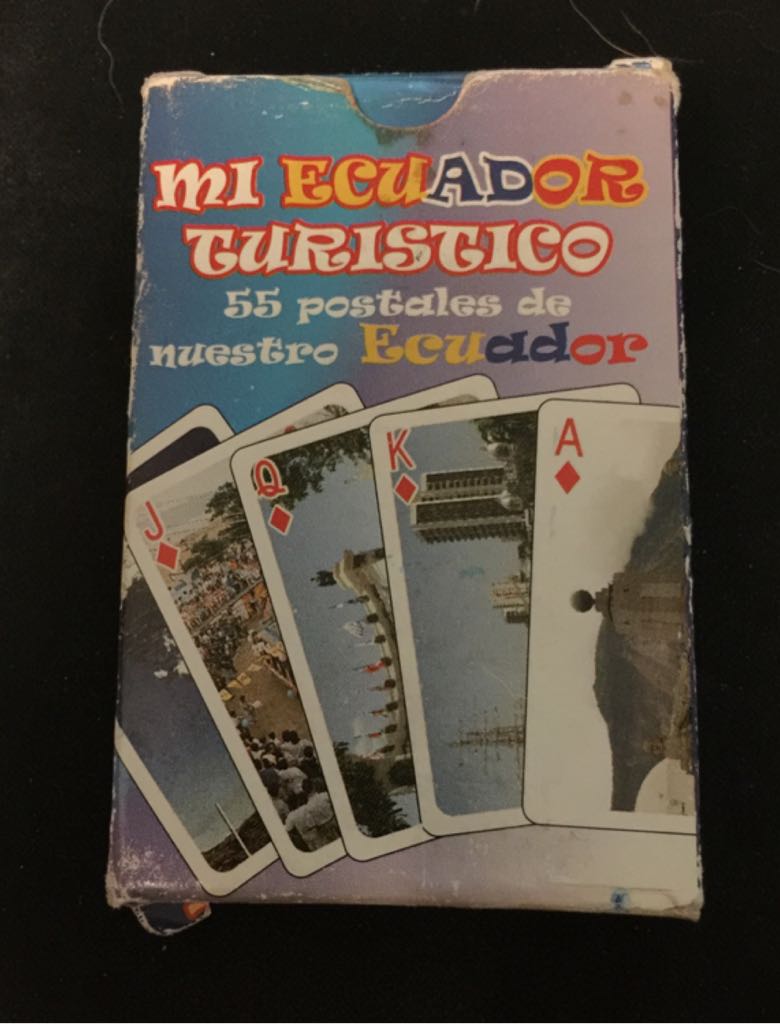 MI ECUADOR
TURISTICO
55 postales de
nuestro Ecuador
J
Q
K
A